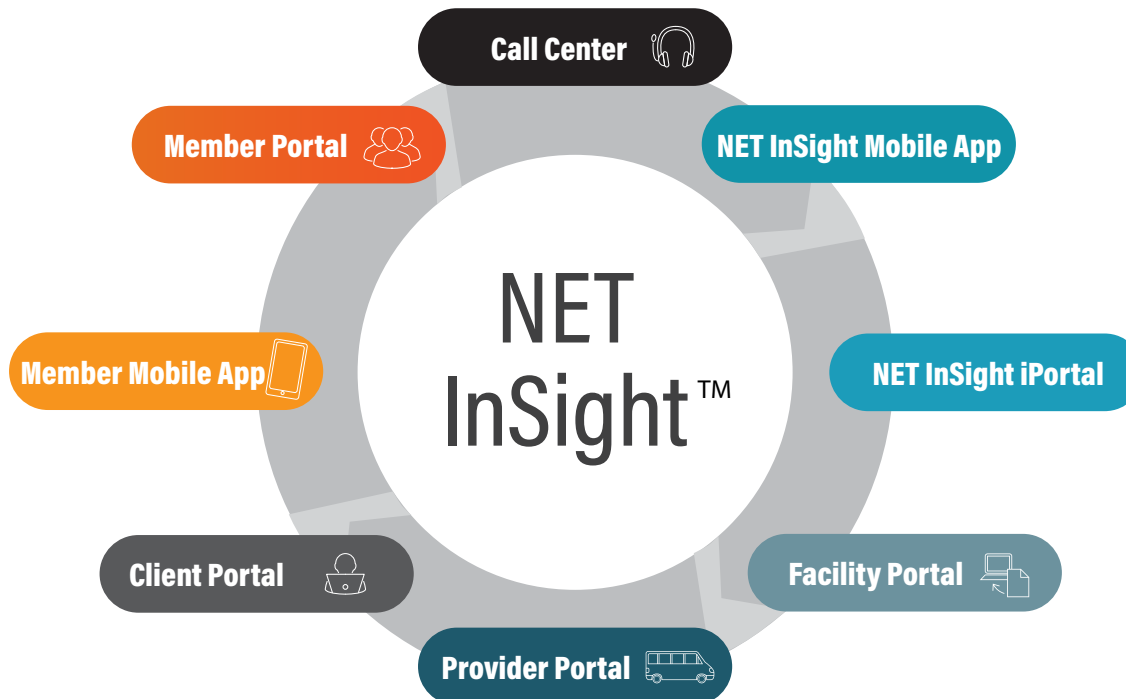 Call Center
Member Portal
NET InSight Mobile App
NET
InSight™
Member Mobile App
NET InSight iPortal
Client Portal
Facility Portal
Provider Portal